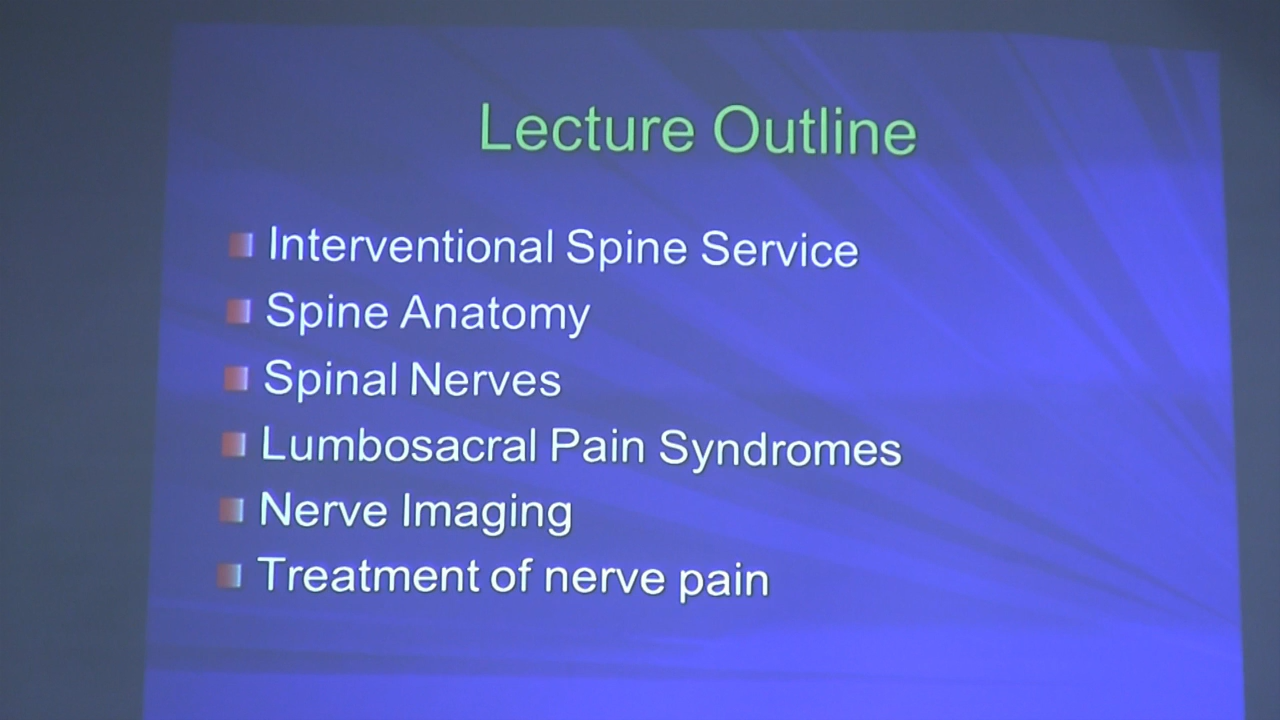 Lecture Outline
Interventional Spine Service
Spine Anatomy
Spinal Nerves
Lumbosacral Pain Syndromes
Nerve Imaging
Treatment of nerve pain